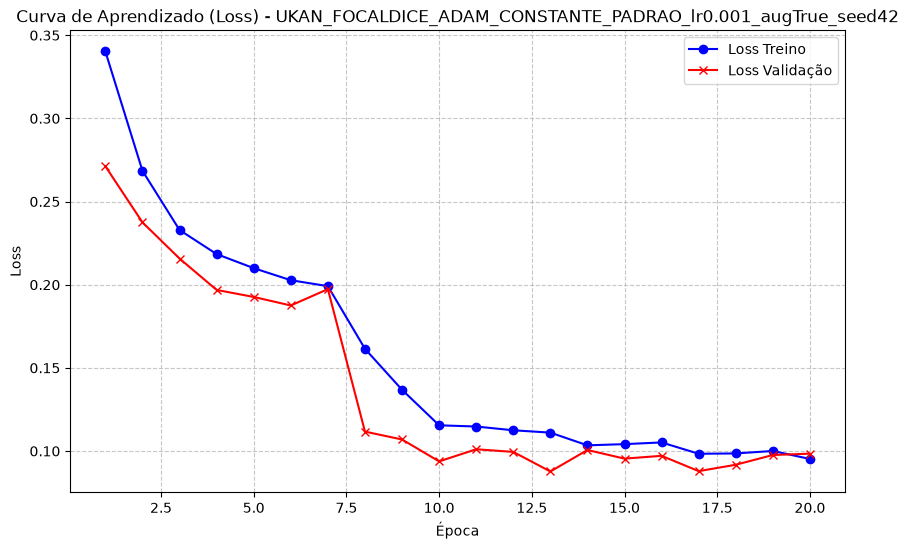 Curva de Aprendizado (Loss) - UKAN_FOCALDICE_ADAM_CONSTANTE_PADRAO_lr0.001_augTrue_seed42
Loss Treino
Loss Validação
0.35
0.30
0.25
0.20
0.15
0.10
Loss
2.5 5.0 7.5 10.0 12.5 15.0 17.5 20.0
Época